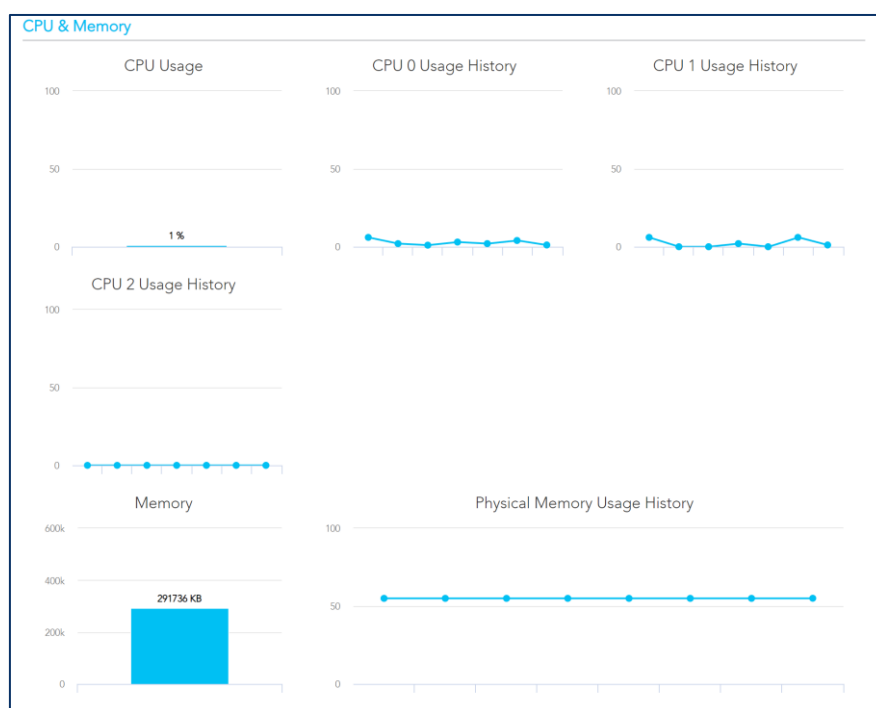 CPU & Memory
CPU Usage
100
50
0
1 %
CPU 0 Usage History
100
50
0
CPU 1 Usage History
100
50
0
CPU 2 Usage History
100
50
0
Memory
600k
400k
200k
0
291736 KB
Physical Memory Usage History
100
50
0